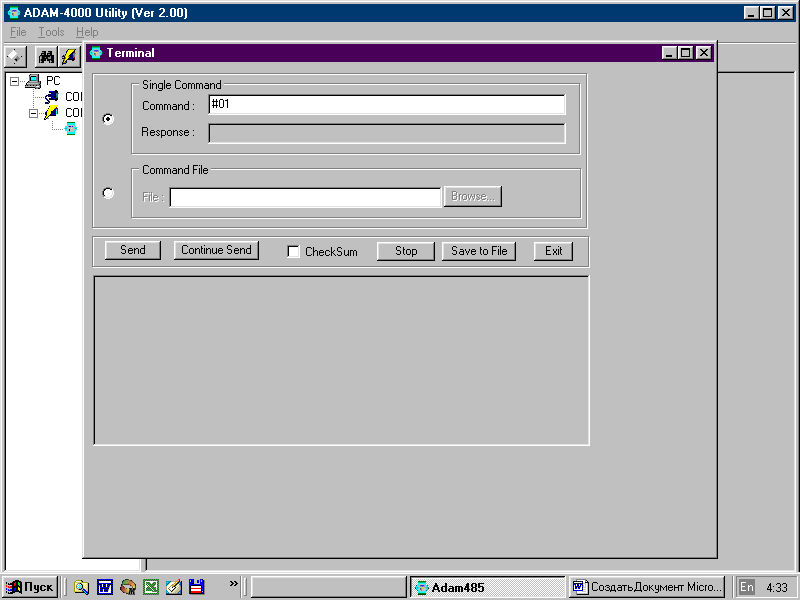 ADAM-4000 Utility (Ver 2.00)
File Tools Help
Terminal
PC
COI
COI
Single Command
Command :
#01
Response :
Command File
File :
Browse...
Send
Continue Send
CheckSum
Stop
Save to File
Exit
Пуск
W
»
Adam485
СоздатьДокумент Micro...
En
4:33